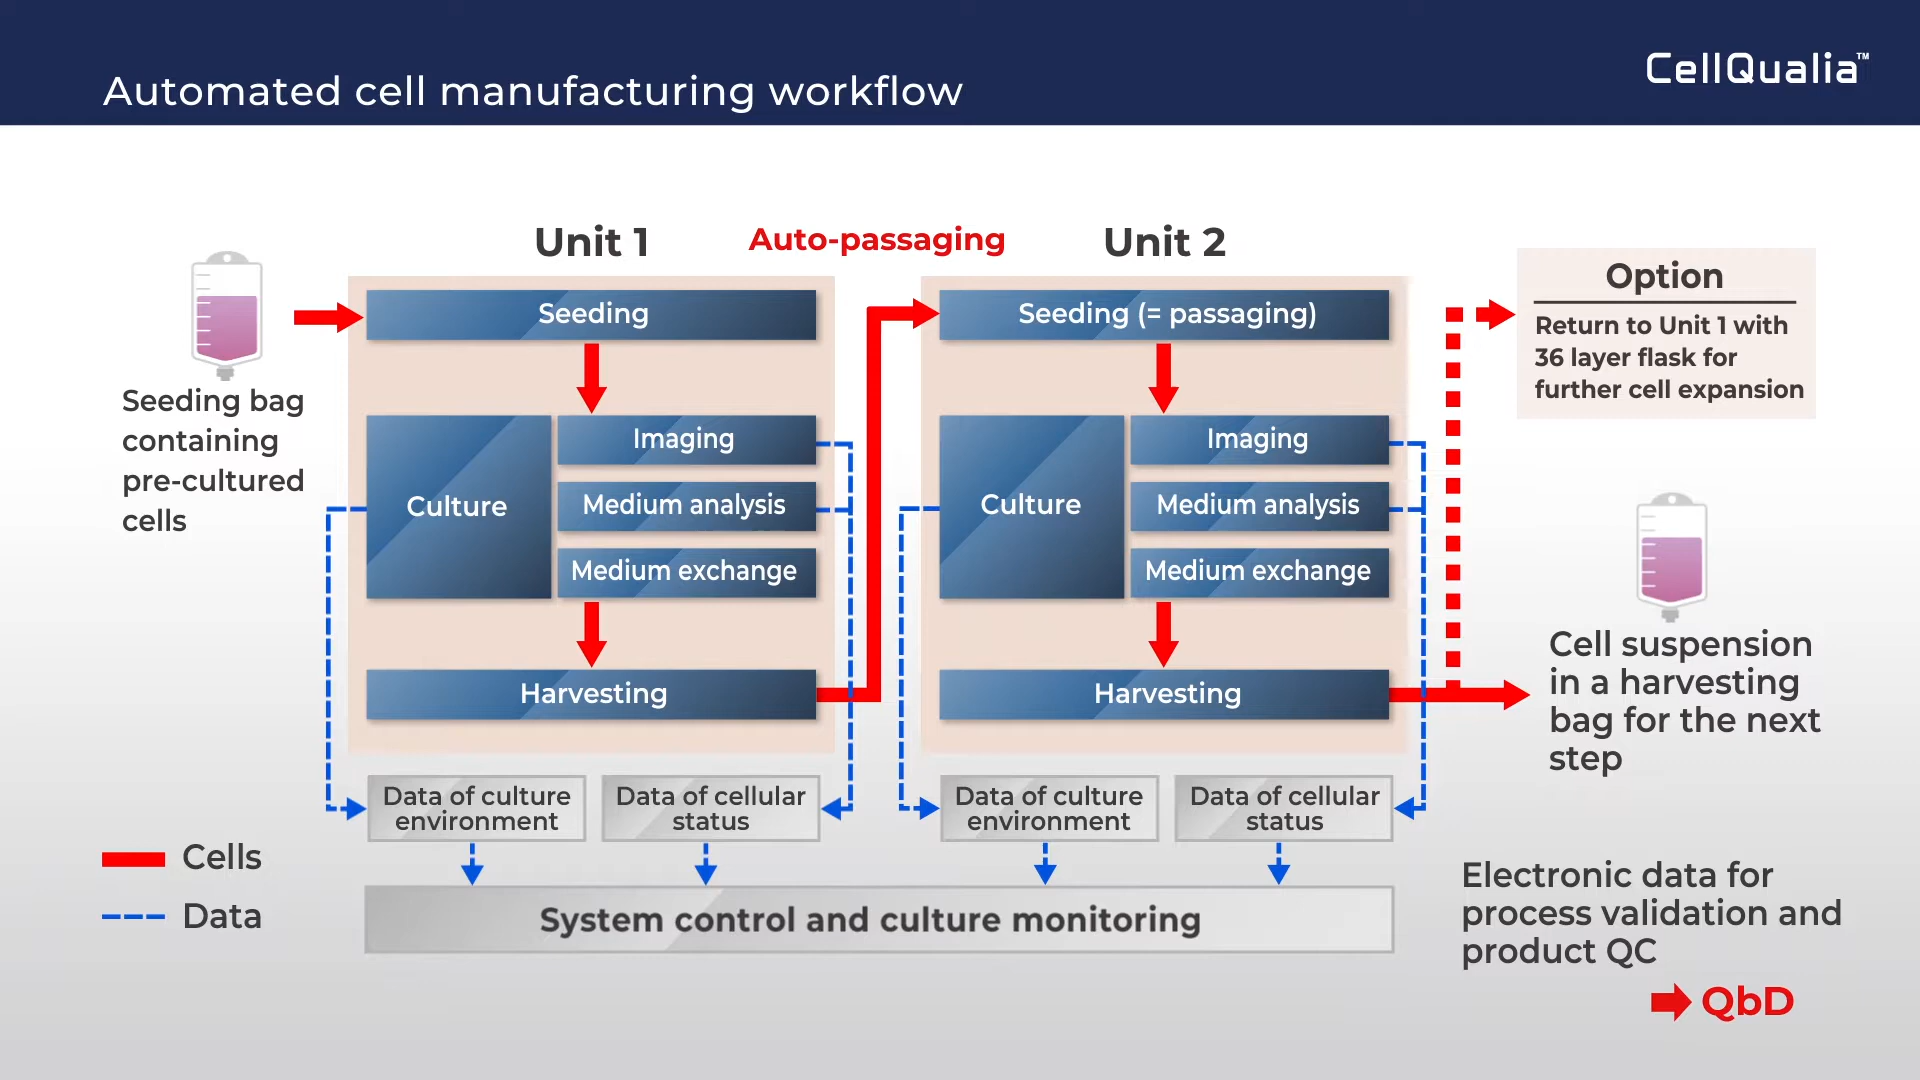 Automated cell manufacturing workflow
CellQualia™
Unit 1
Auto-passaging
Unit 2
Seeding bag
containing
pre-cultured
cells
Seeding
Culture
Imaging
Medium analysis
Medium exchange
Harvesting
Seeding (= passaging)
Culture
Imaging
Medium analysis
Medium exchange
Harvesting
Option
Return to Unit 1 with
36 layer flask for
further cell expansion
Cell suspension
in a harvesting
bag for the next
step
Data of culture
environment
Data of cellular
status
Data of culture
environment
Data of cellular
status
Cells
Data
System control and culture monitoring
Electronic data for
process validation and
product QC
QbD